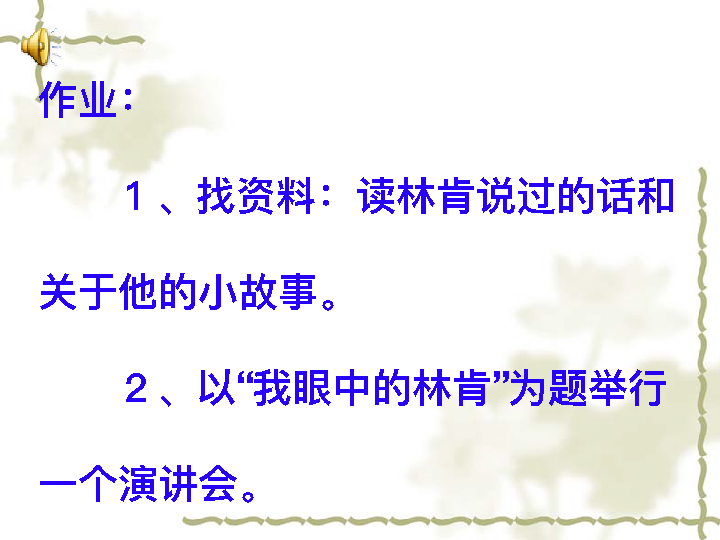 作业：
1、找资料：读林肯说过的话和
关于他的小故事。
2、以“我眼中的林肯”为题举行
一个演讲会。